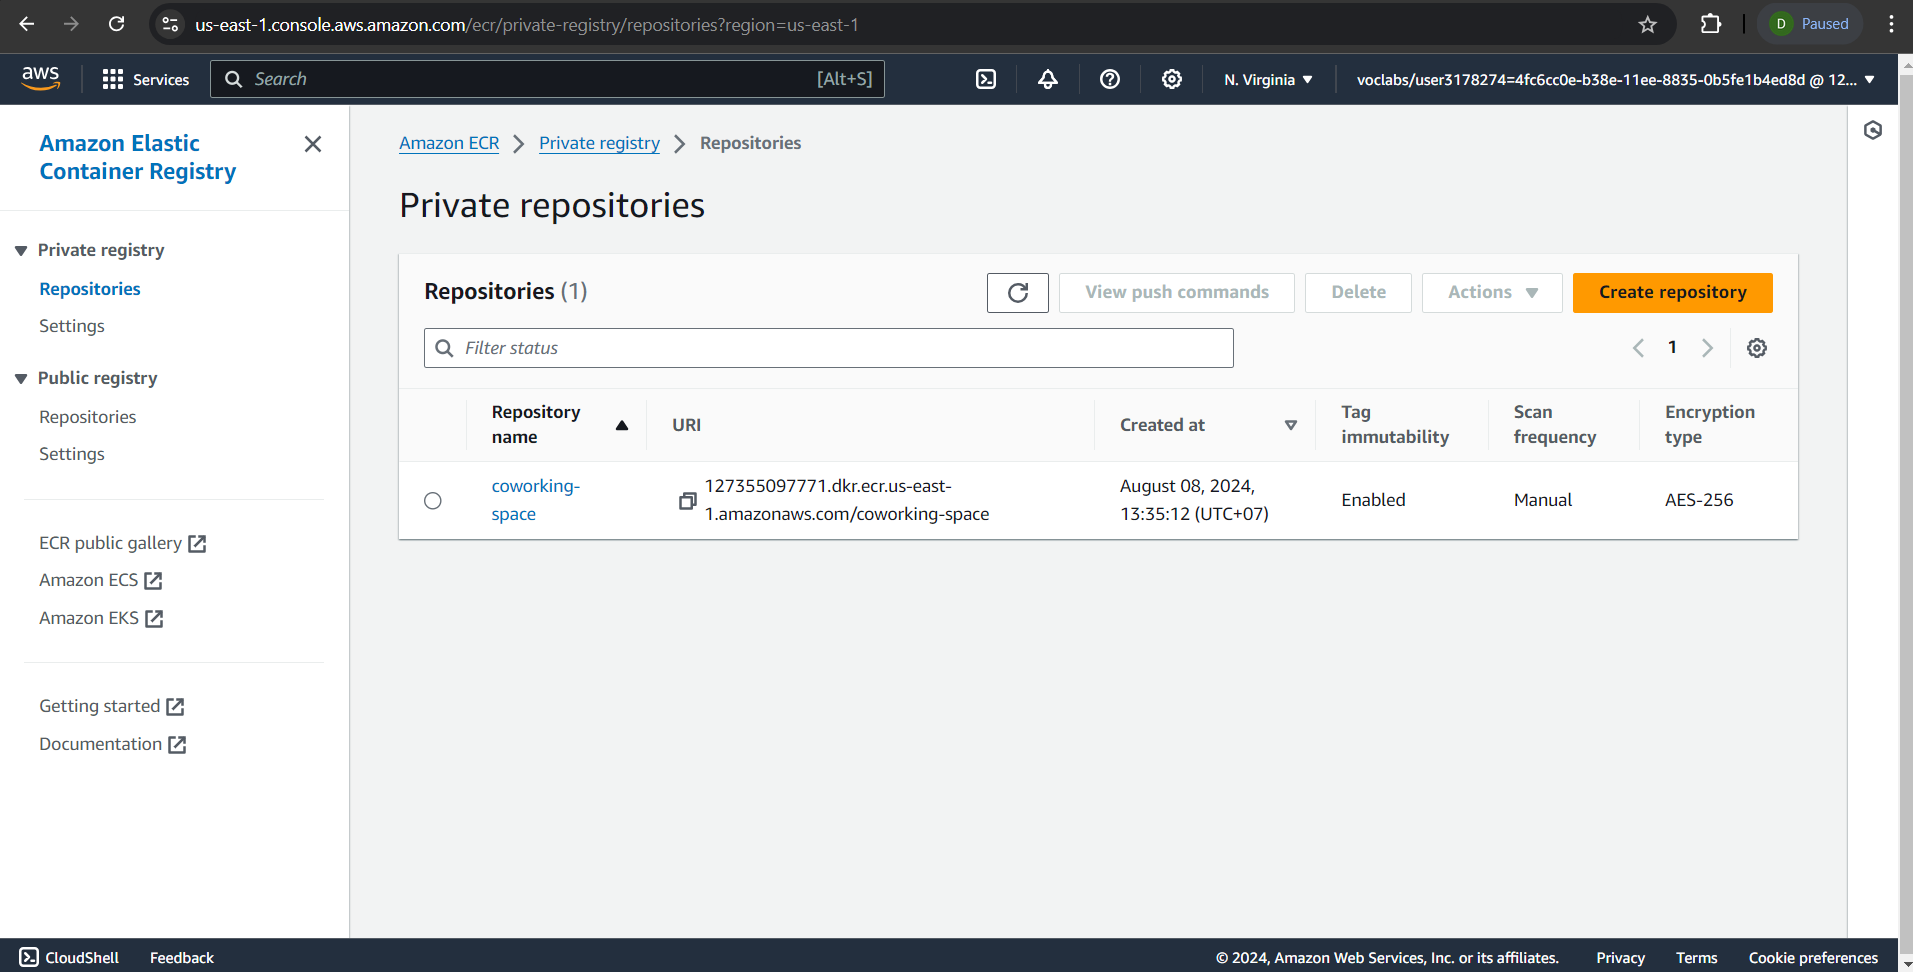 us-east-1.console.aws.amazon.com/ecr/private-registry/repositories?region=us-east-1
D Paused
aws Services Search [Alt+S] N. Virginia voclabs/user3178274=4fc6cc0e-b38e-11ee-8835-0b5fe1b4ed8d @ 12...
Amazon Elastic
Container Registry
Private registry
Repositories
Settings
Public registry
Repositories
Settings
ECR public gallery
Amazon ECS
Amazon EKS
Getting started
Documentation
Amazon ECR Private registry Repositories
Private repositories
Repositories (1) View push commands Delete Actions Create repository
Filter status 1
Repository
name
URI
Created at
Tag
immutability
Scan
frequency
Encryption
type
coworking-
space
127355097771.dkr.ecr.us-east-
1.amazonaws.com/coworking-space
August 08, 2024,
13:35:12 (UTC+07)
Enabled
Manual
AES-256
CloudShell Feedback © 2024, Amazon Web Services, Inc. or its affiliates. Privacy Terms Cookie preferences